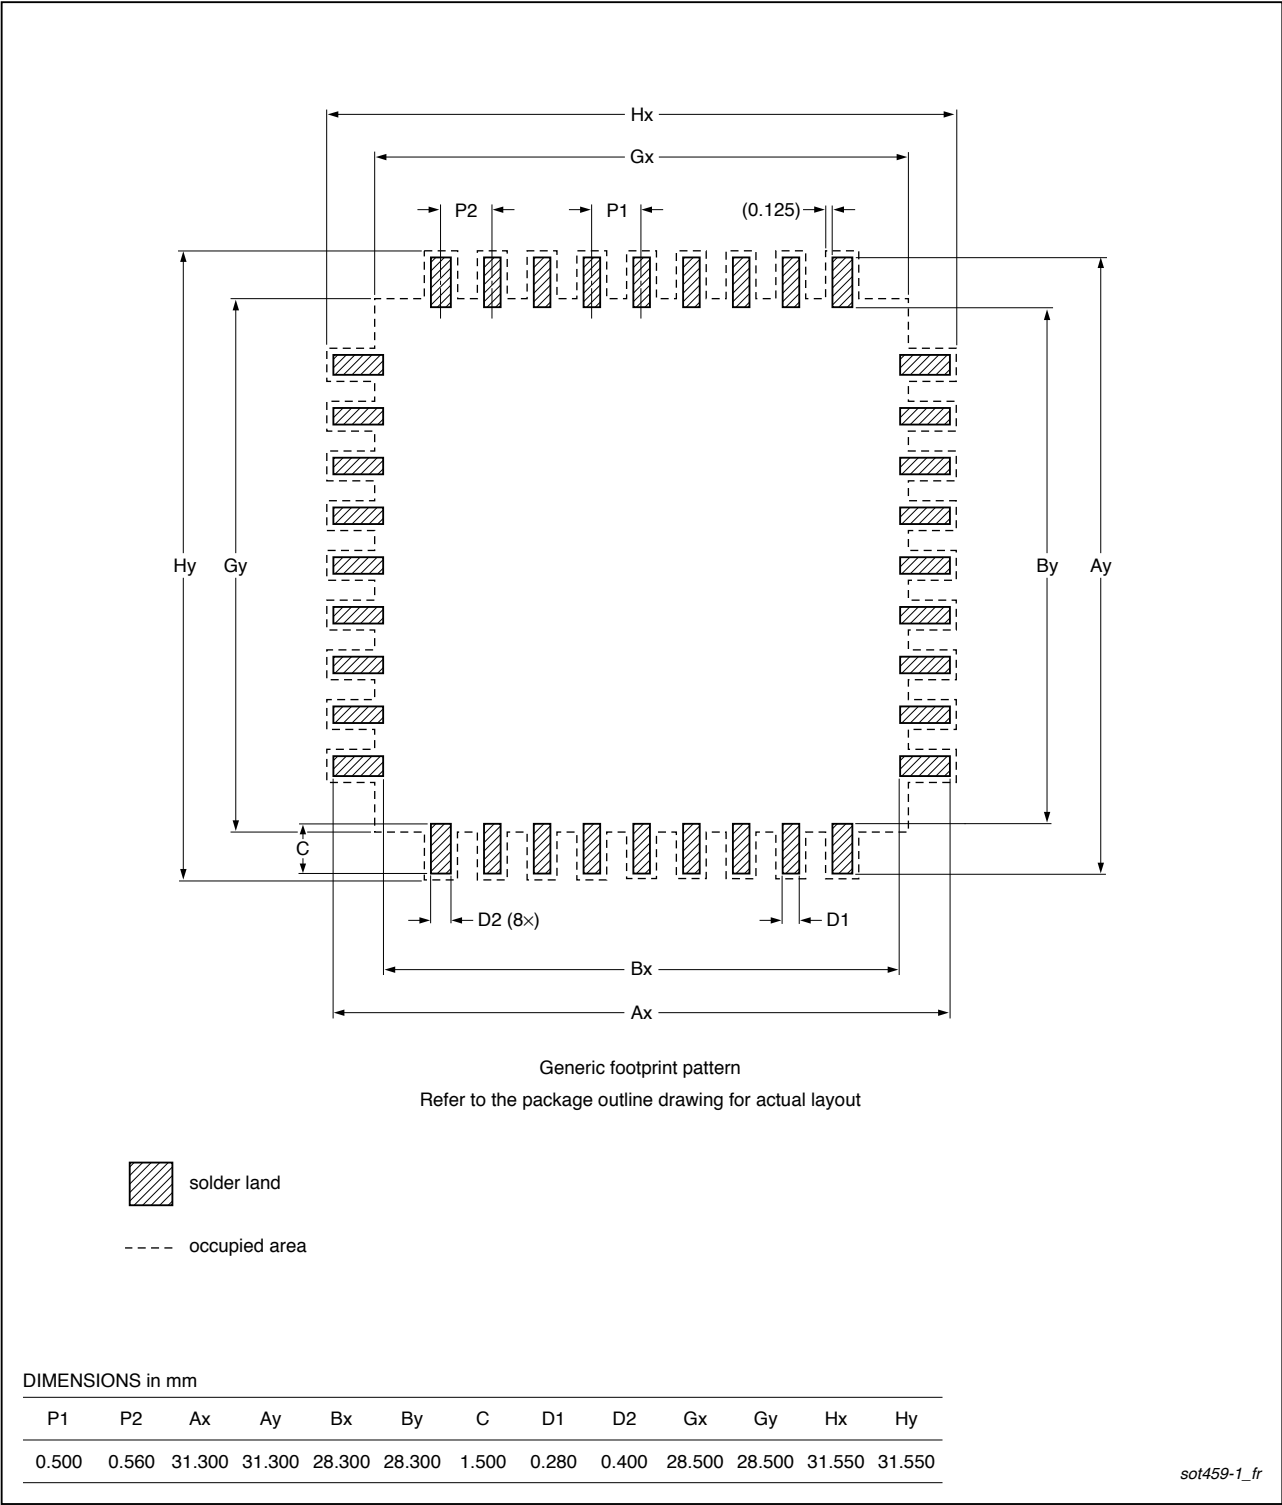 Hx
Gx
P2 P1 (0.125)
Hy Gy By Ay
C
D2 (8×) D1
Bx
Ax
Generic footprint pattern
Refer to the package outline drawing for actual layout
solder land
occupied area
DIMENSIONS in mm
P1 P2 Ax Ay Bx By C D1 D2 Gx Gy Hx Hy
0.500 0.560 31.300 31.300 28.300 28.300 1.500 0.280 0.400 28.500 28.500 31.550 31.550
sot459-1_fr